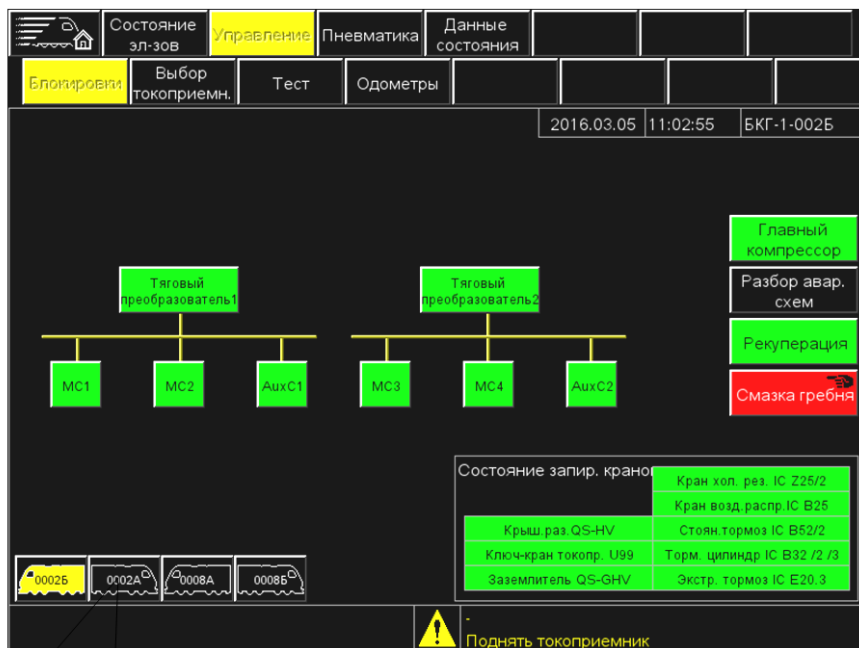 Состояние
эл-зов
Управление
Пневматика
Данные
состояния
Блокировки
Выбор
токоприемн.
Тест
Одометры
2016.03.05
11:02:55
БКГ-1-002Б
Главный
компрессор
Тяговый
преобразователь1
Тяговый
преобразователь2
Разбор авар.
схем
Рекуперация
МС1
МС2
AuxC1
МС3
МС4
AuxC2
Смазка гребня
Состояние запир. кранов
Кран хол. рез. IC Z25/2
Кран возд.распр.IC B25
Крыш.раз.QS-HV
Стоян.тормоз IC B52/2
Ключ-кран токопр. U99
Торм. цилиндр IC B32 /2 /3
Заземлитель QS-GHV
Экстр. тормоз IC E20.3
0002Б
0002А
0008А
0008Б
-
Поднять токоприемник